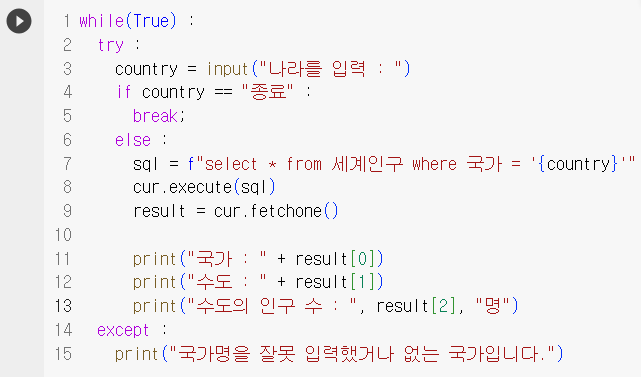 1 while(True) :
2 try :
3 country = input("나라를 입력 : ")
4 if country == "종료" :
5 break;
6 else :
7 sql = f"select * from 세계인구 where 국가 = '{country}'"
8 cur.execute(sql)
9 result = cur.fetchone()
10
11 print("국가 : " + result[0])
12 print("수도 : " + result[1])
13 print("수도의 인구 수 : ", result[2], "명")
14 except :
15 print("국가명을 잘못 입력했거나 없는 국가입니다.")